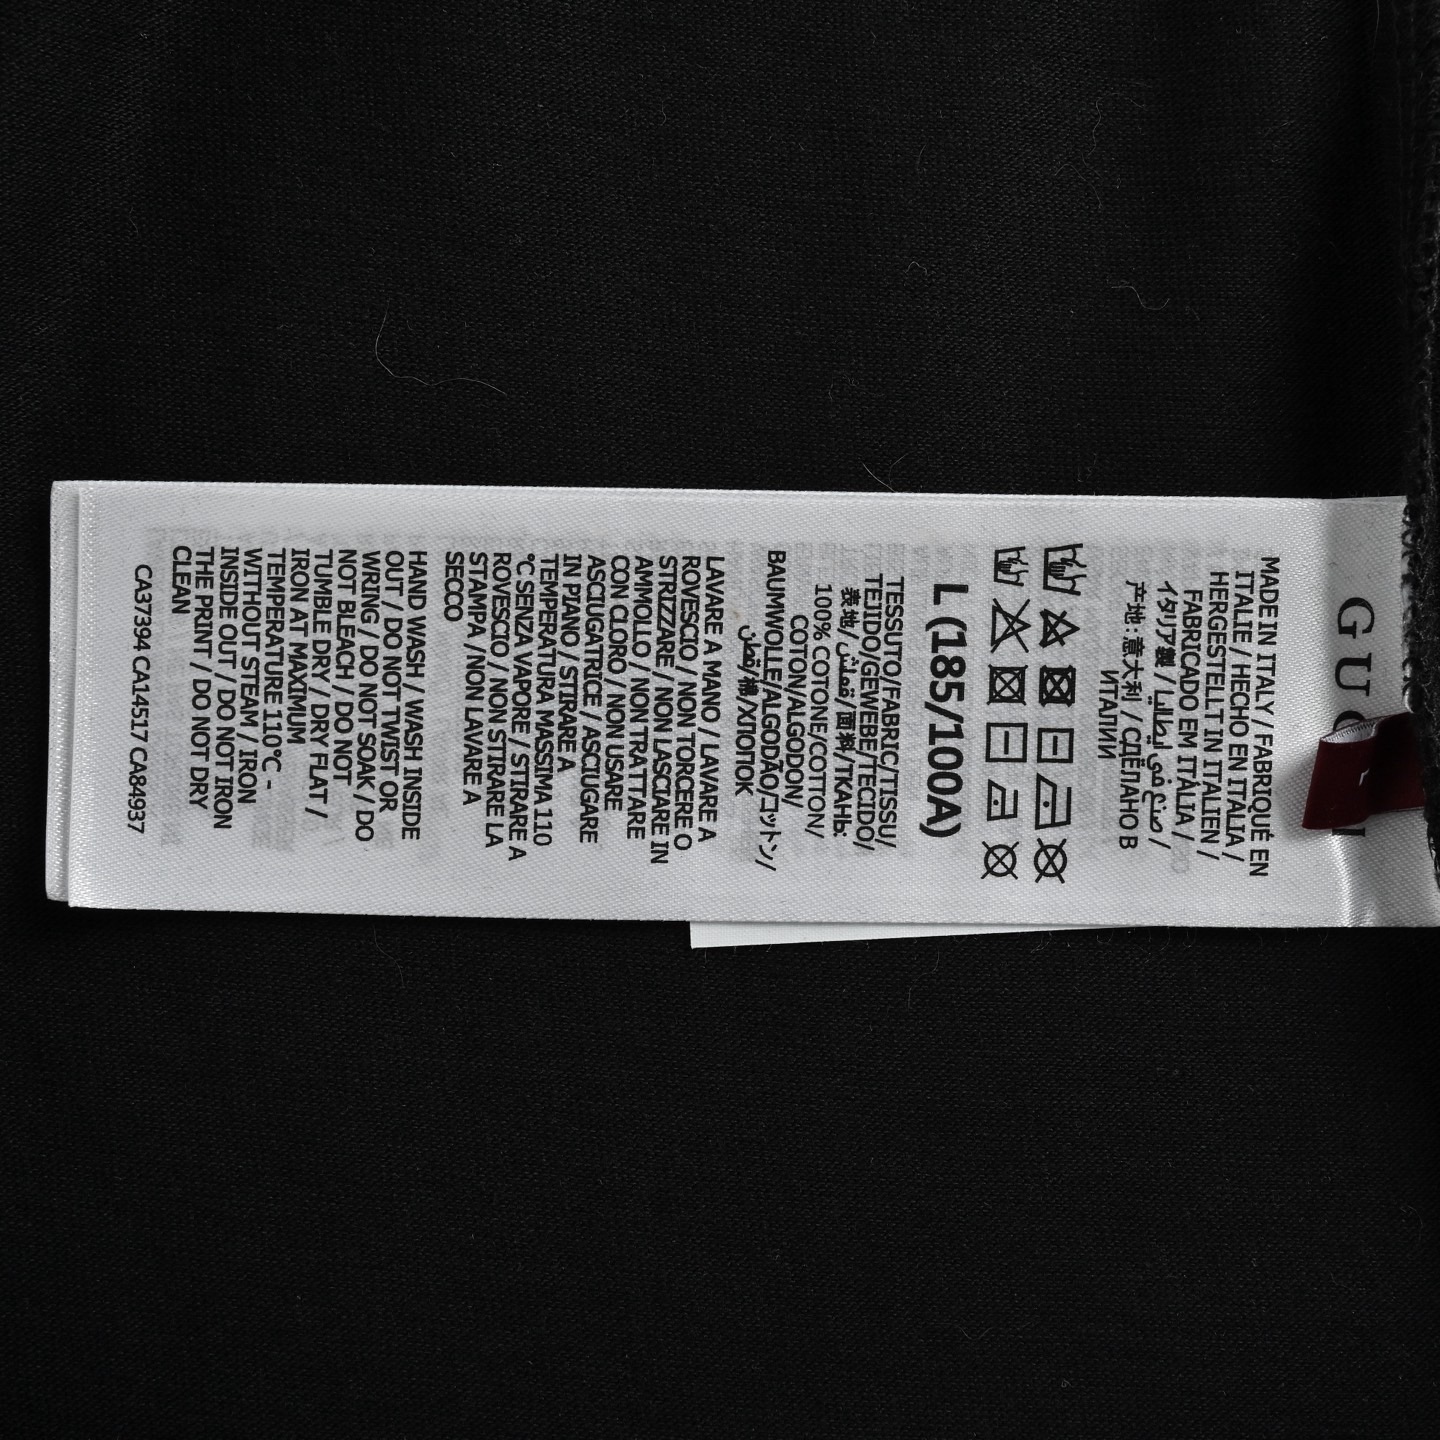 GUC
MADE IN ITALY / FABRIQUÉ EN
ITALIE / HECHO EN ITALIA /
HERGESTELLT IN ITALIEN /
FABRICADO EM ITÁLIA /
イタリア製 / صنع في إيطاليا /
产地:意大利 / СДЕЛАНО В
ИТАЛИИ
L (185/100A)
TESSUTO/FABRIC/TISSU/
TEJIDO/GEWEBE/TECIDO/
表地/قماش/面料/ТКАНЬ:
100% COTONE/COTTON/
COTON/ALGODON/
BAUMWOLLE/ALGODÃO/コットン/
قطن/棉/ХЛОПОК
LAVARE A MANO / LAVARE A
ROVESCIO / NON TORCERE O
STRIZZARE / NON LASCIARE IN
AMMOLLO / NON TRATTARE
CON CLORO / NON USARE
ASCIUGATRICE / ASCIUGARE
IN PIANO / STIRARE A
TEMPERATURA MASSIMA 110
°C SENZA VAPORE / STIRARE A
ROVESCIO / NON STIRARE LA
STAMPA / NON LAVARE A
SECCO
HAND WASH / WASH INSIDE
OUT / DO NOT TWIST OR
WRING / DO NOT SOAK / DO
NOT BLEACH / DO NOT
TUMBLE DRY / DRY FLAT /
IRON AT MAXIMUM
TEMPERATURE 110°C -
WITHOUT STEAM / IRON
INSIDE OUT / DO NOT IRON
THE PRINT / DO NOT DRY
CLEAN
CA37394 CA14517 CA84937